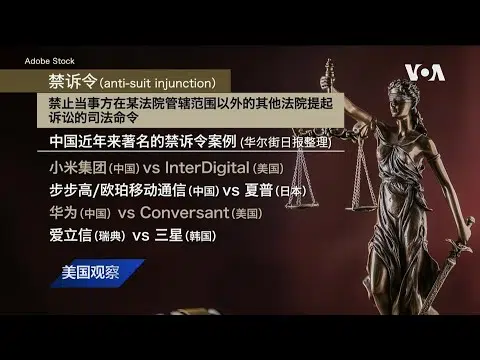 Adobe Stock
VOA
禁诉令(anti-suit injunction)
禁止当事方在某法院管辖范围以外的其他法院提起
诉讼的司法命令
中国近年来著名的禁诉令案例 (华尔街日报整理)
小米集团(中国) vs InterDigital(美国)
步步高/欧珀移动通信(中国) vs 夏普(日本)
华为(中国) vs Conversant(美国)
爱立信(瑞典) vs 三星(韩国)
美国观察